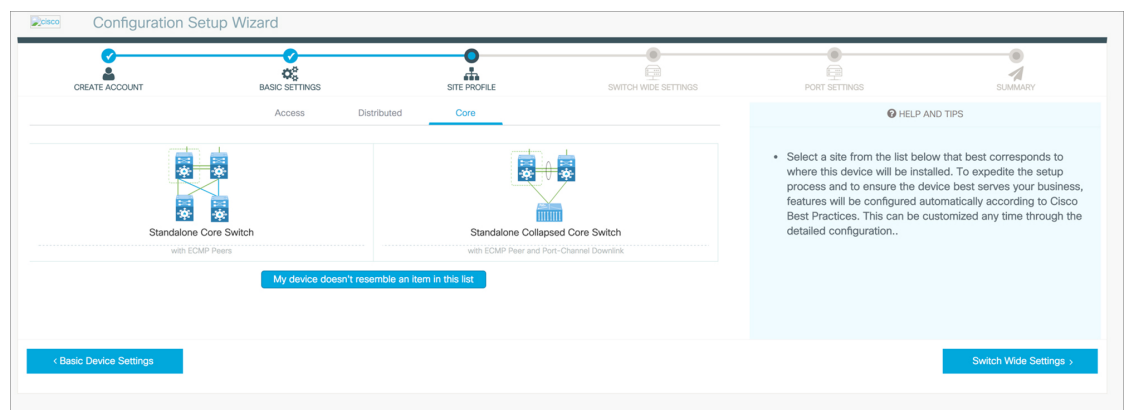 cisco Configuration Setup Wizard
CREATE ACCOUNT
BASIC SETTINGS
SITE PROFILE
SWITCH WIDE SETTINGS
PORT SETTINGS
SUMMARY
Access
Distributed
Core
Standalone Core Switch
with ECMP Peers
Standalone Collapsed Core Switch
with ECMP Peer and Port-Channel Downlink
My device doesn't resemble an item in this list
HELP AND TIPS
• Select a site from the list below that best corresponds to
where this device will be installed. To expedite the setup
process and to ensure the device best serves your business,
features will be configured automatically according to Cisco
Best Practices. This can be customized any time through the
detailed configuration..
‹ Basic Device Settings
Switch Wide Settings ›